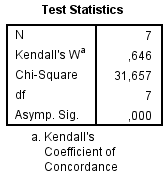 Test Statistics
N 7
Kendall's Wa ,646
Chi-Square 31,657
df 7
Asymp. Sig. ,000
a. Kendall's
Coefficient of
Concordance